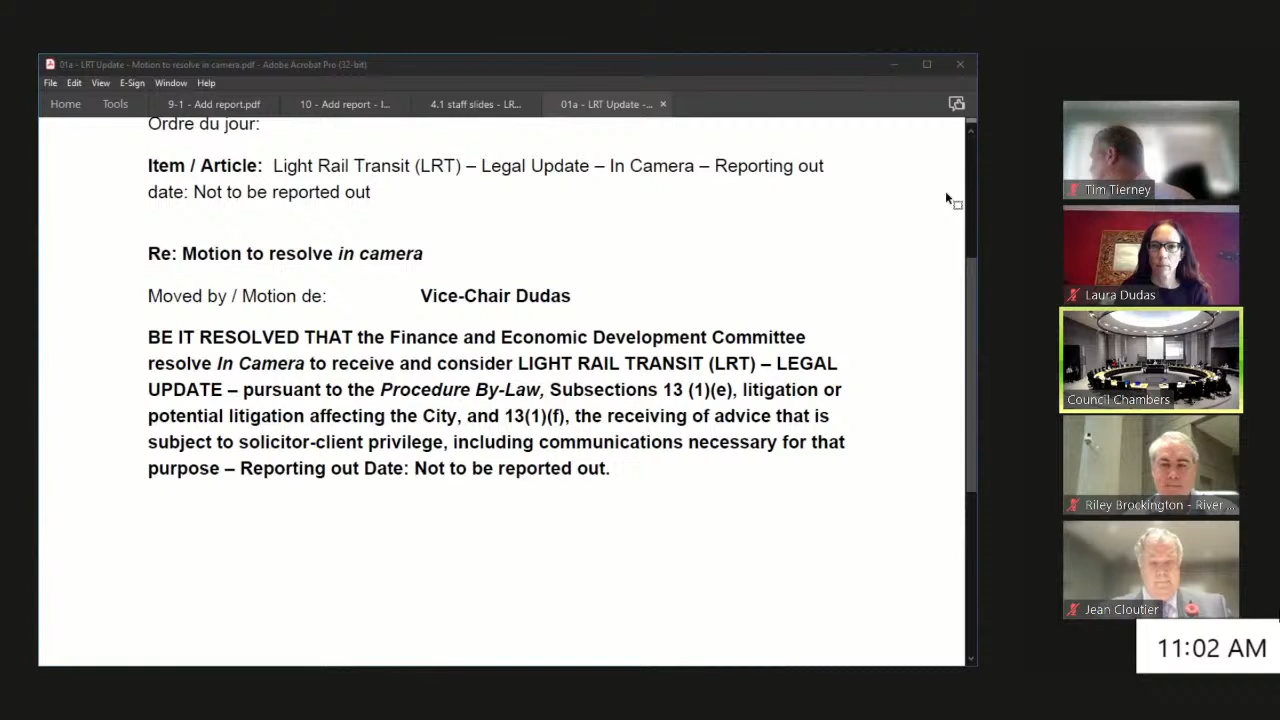 01a - LRT Update - Motion to resolve in camera.pdf - Adobe Acrobat Pro (32-bit)
File Edit View E-Sign Window Help
Home Tools 9-1 - Add report.pdf 10 - Add report - I... 4.1 staff slides - LR... 01a - LRT Update -... ×
Ordre du jour:
Item / Article: Light Rail Transit (LRT) – Legal Update – In Camera – Reporting out
date: Not to be reported out
Re: Motion to resolve in camera
Moved by / Motion de: Vice-Chair Dudas
BE IT RESOLVED THAT the Finance and Economic Development Committee
resolve In Camera to receive and consider LIGHT RAIL TRANSIT (LRT) – LEGAL
UPDATE – pursuant to the Procedure By-Law, Subsections 13 (1)(e), litigation or
potential litigation affecting the City, and 13(1)(f), the receiving of advice that is
subject to solicitor-client privilege, including communications necessary for that
purpose – Reporting out Date: Not to be reported out.
Tim Tierney
Laura Dudas
Council Chambers
Riley Brockington - River ...
Jean Cloutier
11:02 AM